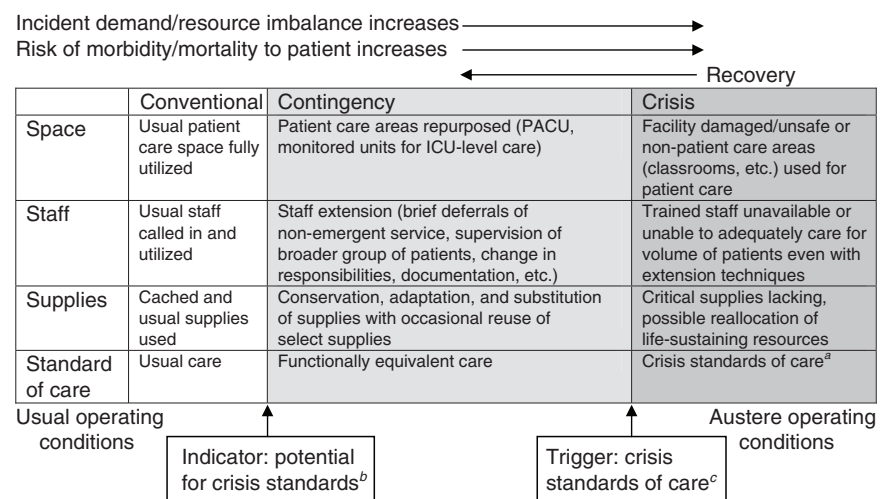 Incident demand/resource imbalance increases
Risk of morbidity/mortality to patient increases
Recovery
Conventional Contingency Crisis
Space
Usual patient
care space fully
utilized
Patient care areas repurposed (PACU,
monitored units for ICU-level care)
Facility damaged/unsafe or
non-patient care areas
(classrooms, etc.) used for
patient care
Staff
Usual staff
called in and
utilized
Staff extension (brief deferrals of
non-emergent service, supervision of
broader group of patients, change in
responsibilities, documentation, etc.)
Trained staff unavailable or
unable to adequately care for
volume of patients even with
extension techniques
Supplies
Cached and
usual supplies
used
Conservation, adaptation, and substitution
of supplies with occasional reuse of
select supplies
Critical supplies lacking,
possible reallocation of
life-sustaining resources
Standard
of care
Usual care
Functionally equivalent care
Crisis standards of care^a
Usual operating
conditions
Austere operating
conditions
Indicator: potential
for crisis standards^b
Trigger: crisis
standards of care^c